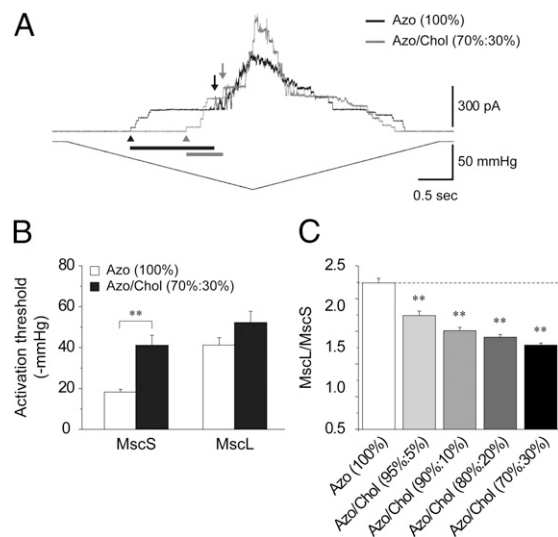 A
Azo (100%)
Azo/Chol (70%:30%)
300 pA
50 mmHg
0.5 sec
B
Azo (100%)
Azo/Chol (70%:30%)
Activation threshold
(-mmHg)
80
60
40
20
0
**
MscS
MscL
C
MscL/MscS
2.5
2.5
1.5
1.5
0.5
**
**
**
**
Azo (100%)
Azo/Chol (95%:5%)
Azo/Chol (90%:10%)
Azo/Chol (80%:20%)
Azo/Chol (70%:30%)